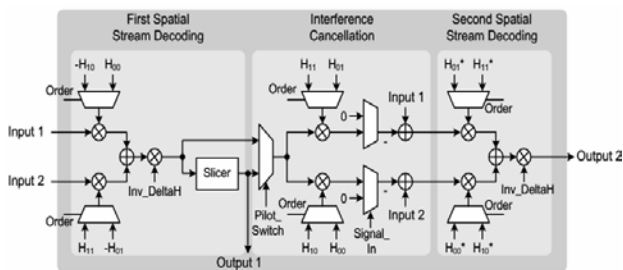 First Spatial
Stream Decoding
Interference
Cancellation
Second Spatial
Stream Decoding
-H10 H00
H11 H01
H01* H11*
Order
Order
Input 1
Order
0
Input 1
-
Output 2
Slicer
Input 2
Inv_DeltaH
Order
0
-
Input 2
Inv_DeltaH
Order
Pilot_
Switch
Order
H11 -H01
H10 H00
Signal_
In
H00* H10*
Output 1